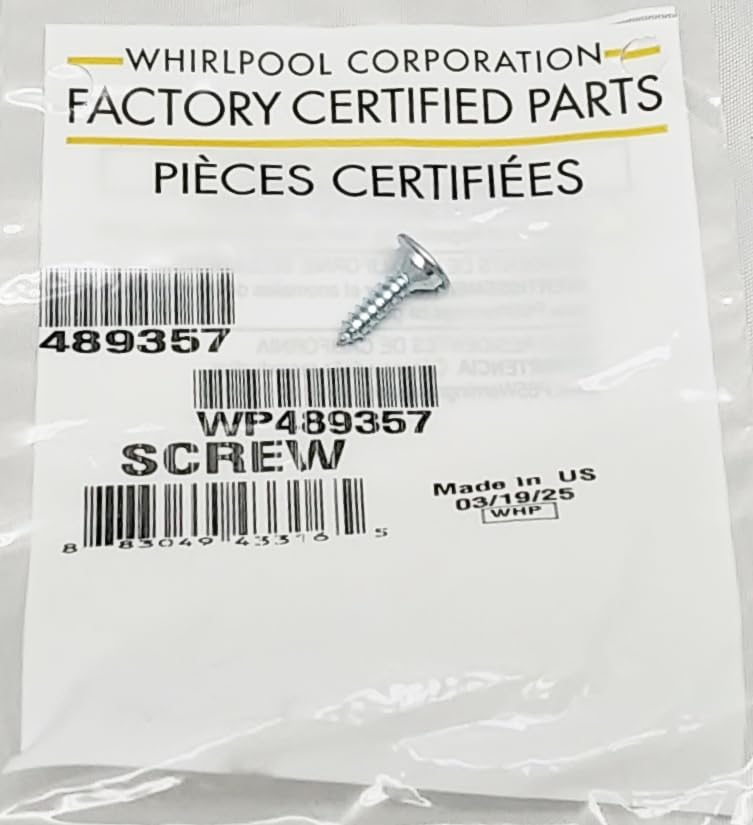 WHIRLPOOL CORPORATION
FACTORY CERTIFIED PARTS
PIÈCES CERTIFIÉES
489357
WP489357
SCREW
Made In US
03/19/25
WHP
8 83049 43316 5